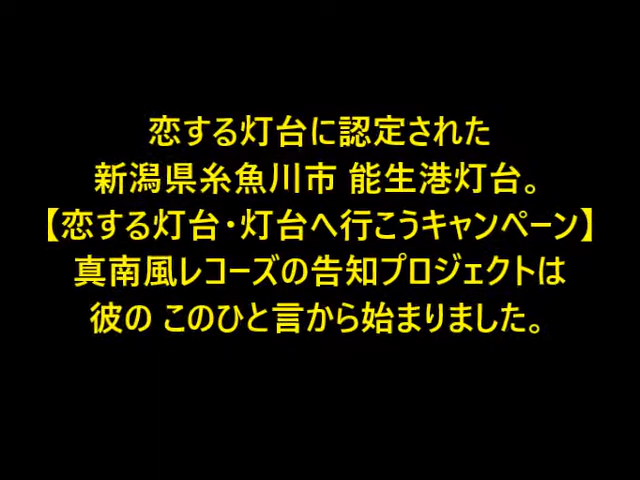 恋する灯台に認定された
新潟県糸魚川市 能生港灯台。
【恋する灯台・灯台へ行こうキャンペーン】
真南風レコーズの告知プロジェクトは
彼の このひと言から始まりました。